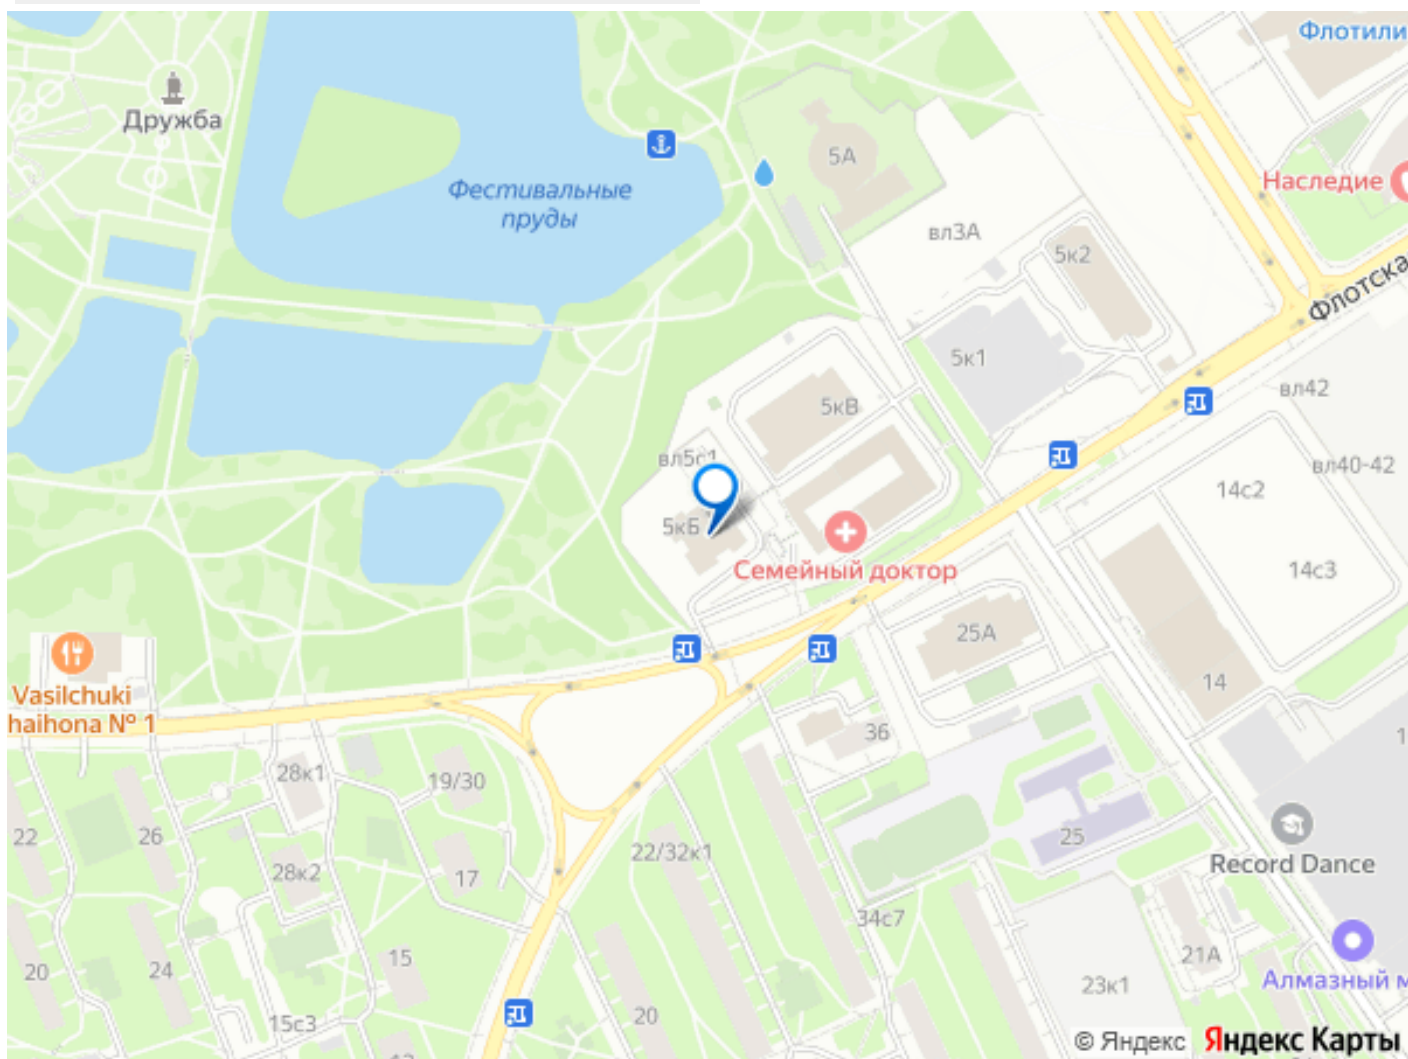 Флотили
Дружба
5А
Наследие
Фестивальные
пруды
вл3А
5к2
Флотска
5к1
вл42
5кВ
вл5с1
вл40-42
14с2
5кБ
Семейный доктор
14с3
25А
14
Vasilchuki
haihona № 1
36
28к1
19/30
22
26
25
Record Dance
22/32к1
28к2
17
34с7
15
21А
20
24
Алмазный м
23к1
15с3
20
© Яндекс
Яндекс Карты